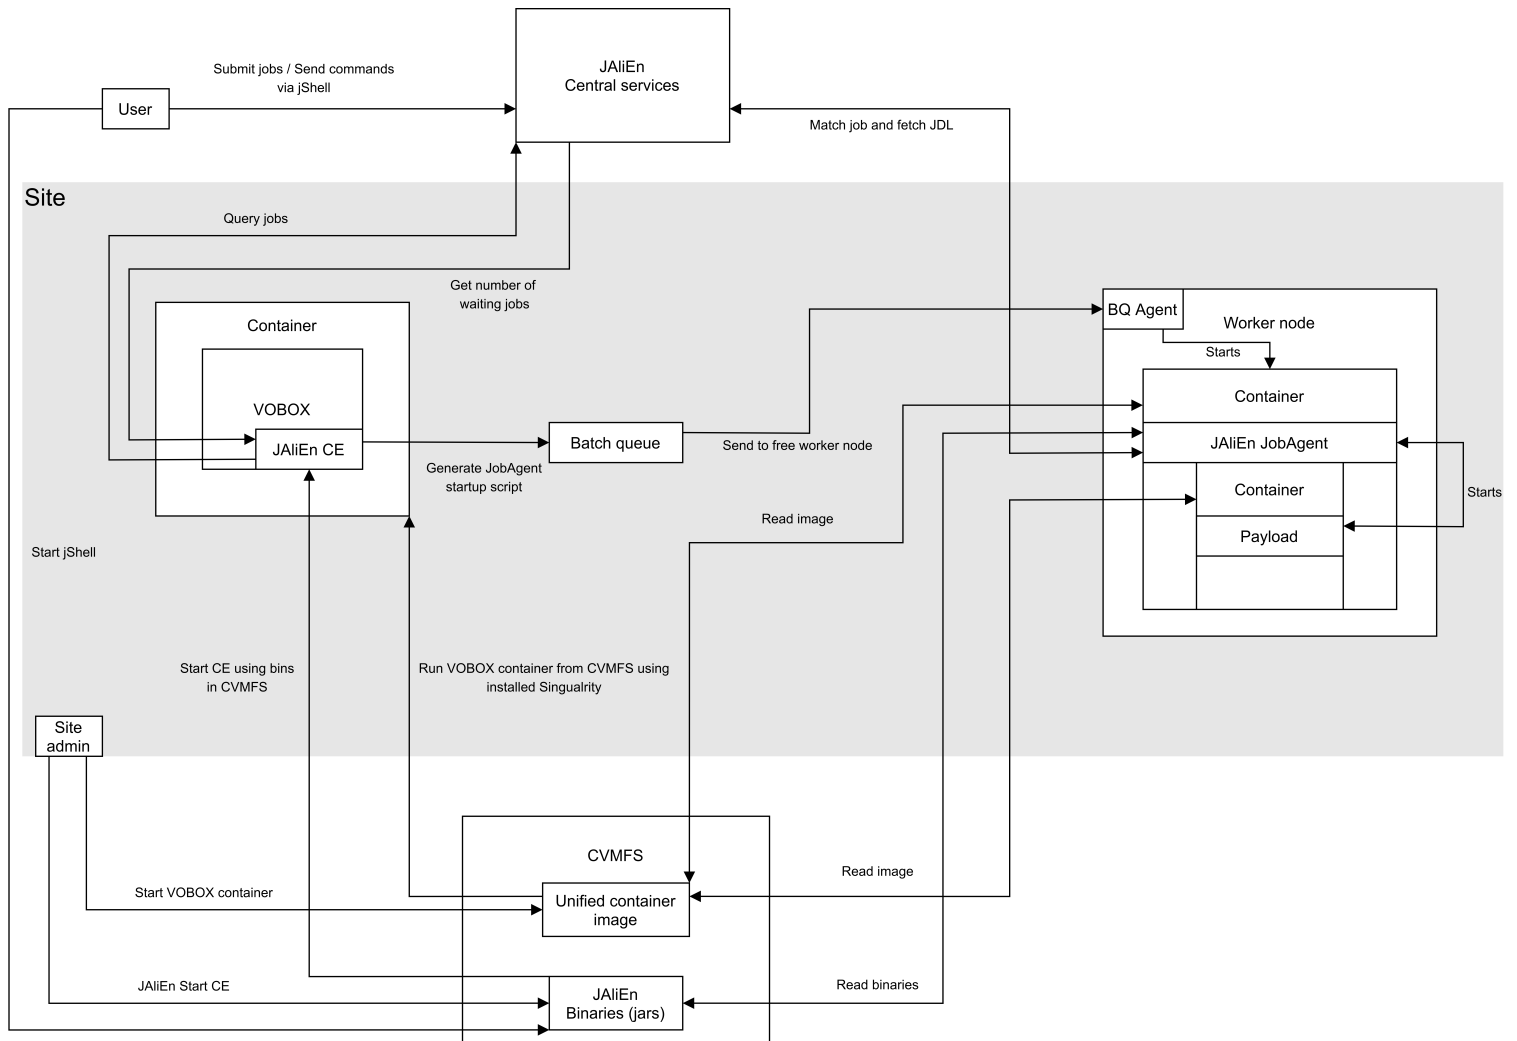 JAliEn
Central services
Submit jobs / Send commands
via jShell
User
Match job and fetch JDL
Site
Query jobs
Get number of
waiting jobs
Container
VOBOX
JAliEn CE
Generate JobAgent
startup script
Batch queue
Send to free worker node
BQ Agent
Worker node
Starts
Container
JAliEn JobAgent
Container
Payload
Starts
Read image
Start jShell
Start CE using bins
in CVMFS
Run VOBOX container from CVMFS using
installed Singualrity
Site
admin
CVMFS
Unified container
image
Read image
Start VOBOX container
JAliEn Start CE
JAliEn
Binaries (jars)
Read binaries